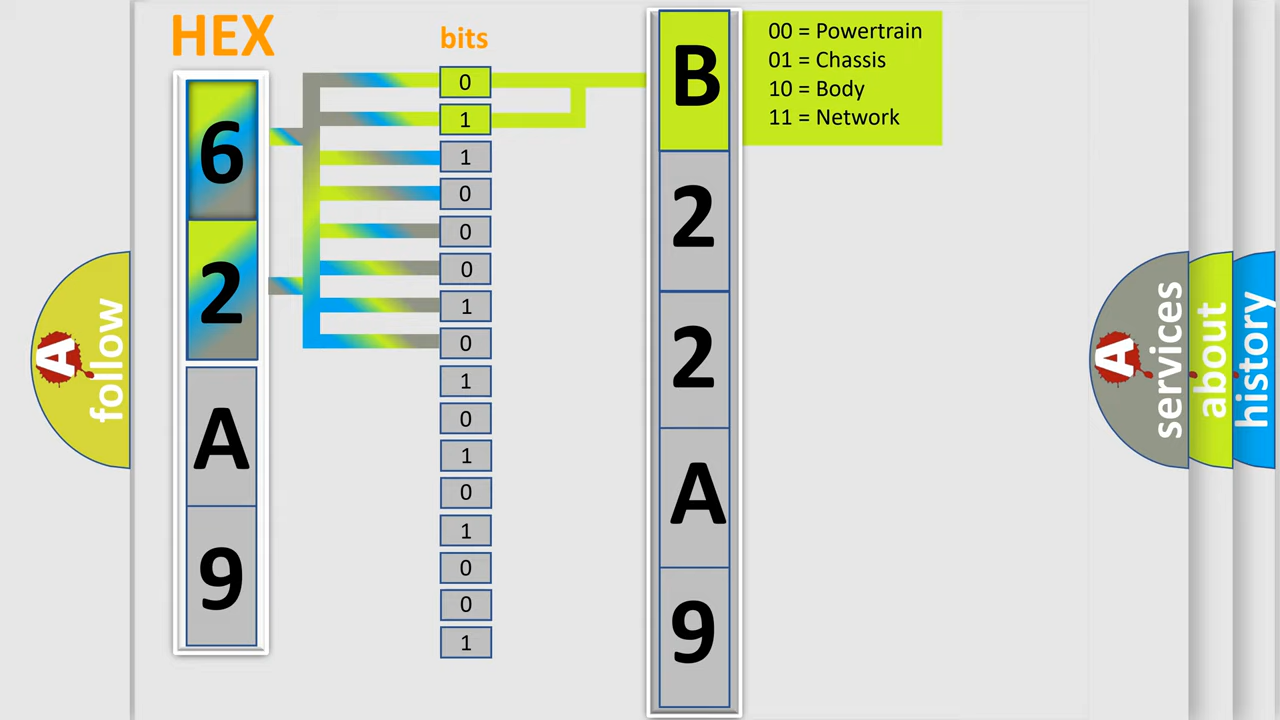 HEX
bits
6
2
A
9
0
1
1
0
0
0
1
0
1
0
1
0
1
0
0
1
B
2
2
A
9
00 = Powertrain
01 = Chassis
10 = Body
11 = Network
A
follow
A
services
about
history